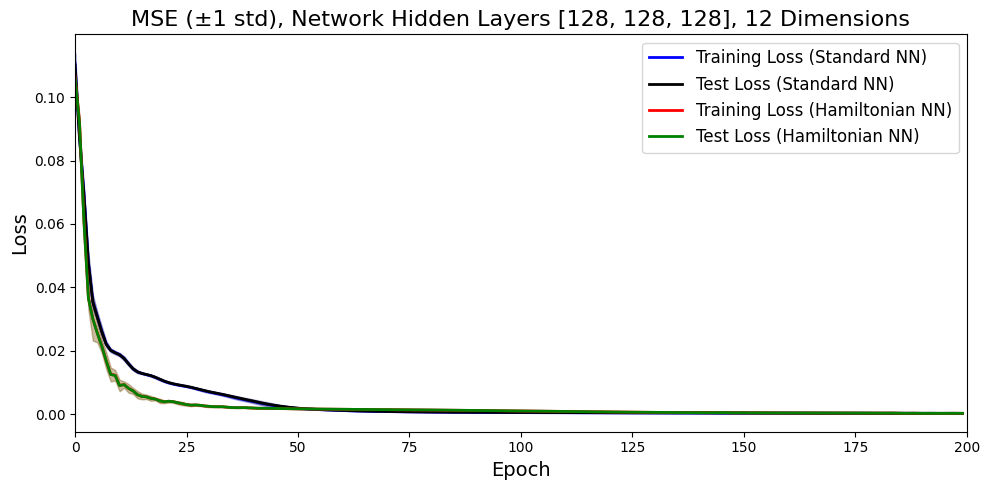 MSE (±1 std), Network Hidden Layers [128, 128, 128], 12 Dimensions
Training Loss (Standard NN)
Test Loss (Standard NN)
Training Loss (Hamiltonian NN)
Test Loss (Hamiltonian NN)
Loss
0.10
0.08
0.06
0.04
0.02
0.00
0 25 50 75 100 125 150 175 200
Epoch